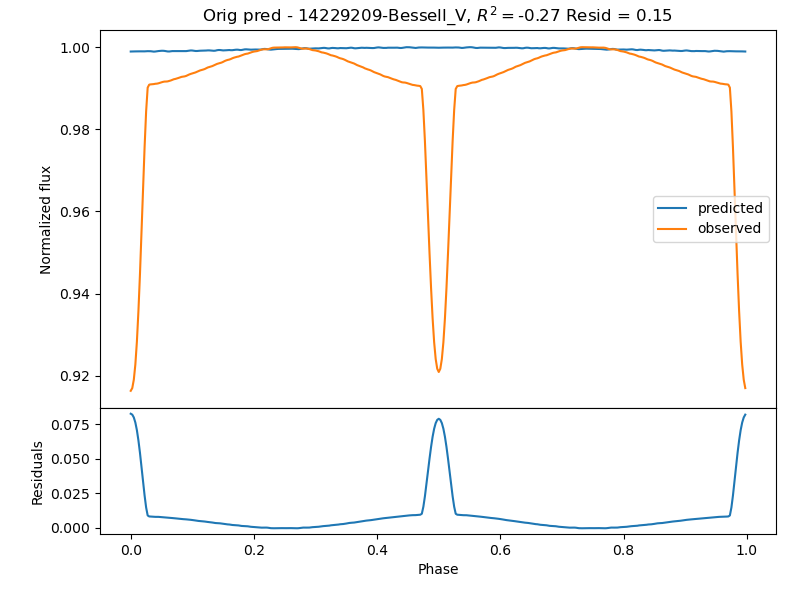 Orig pred - 14229209-Bessell_V, R² = -0.27 Resid = 0.15
1.00
0.98
0.96
0.94
0.92
Normalized flux
predicted
observed
0.075
0.050
0.025
0.000
Residuals
0.0 0.2 0.4 0.6 0.8 1.0
Phase